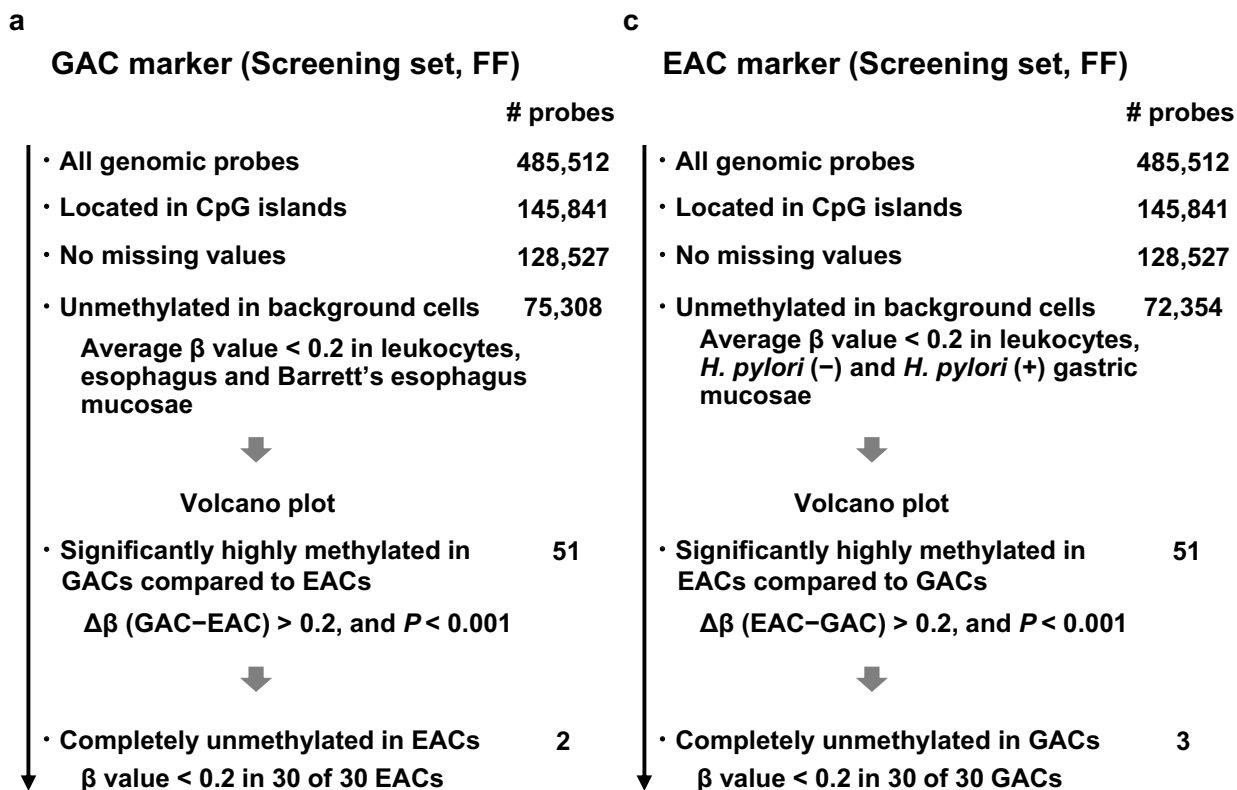 a
GAC marker (Screening set, FF)
# probes
· All genomic probes 485,512
· Located in CpG islands 145,841
· No missing values 128,527
· Unmethylated in background cells 75,308
Average β value < 0.2 in leukocytes,
esophagus and Barrett’s esophagus
mucosae
Volcano plot
· Significantly highly methylated in 51
GACs compared to EACs
Δβ (GAC−EAC) > 0.2, and P < 0.001
· Completely unmethylated in EACs 2
β value < 0.2 in 30 of 30 EACs
c
EAC marker (Screening set, FF)
# probes
· All genomic probes 485,512
· Located in CpG islands 145,841
· No missing values 128,527
· Unmethylated in background cells 72,354
Average β value < 0.2 in leukocytes,
H. pylori (−) and H. pylori (+) gastric
mucosae
Volcano plot
· Significantly highly methylated in 51
EACs compared to GACs
Δβ (EAC−GAC) > 0.2, and P < 0.001
· Completely unmethylated in GACs 3
β value < 0.2 in 30 of 30 GACs